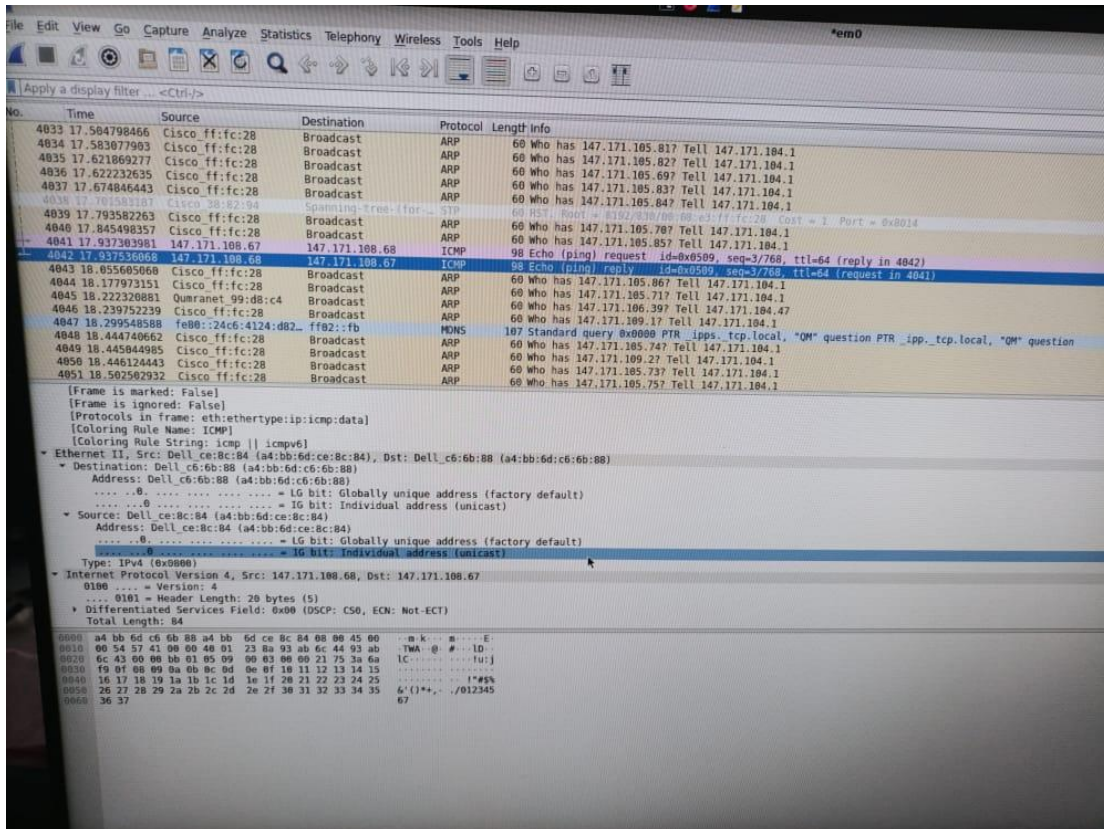 *em0
File Edit View Go Capture Analyze Statistics Telephony Wireless Tools Help
Apply a display filter ... <Ctrl-/>
No. Time Source Destination Protocol Length Info
4033 17.504798466 Cisco_ff:fc:28 Broadcast ARP 60 Who has 147.171.105.81? Tell 147.171.104.1
4034 17.583077903 Cisco_ff:fc:28 Broadcast ARP 60 Who has 147.171.105.82? Tell 147.171.104.1
4035 17.621869277 Cisco_ff:fc:28 Broadcast ARP 60 Who has 147.171.105.69? Tell 147.171.104.1
4036 17.622232635 Cisco_ff:fc:28 Broadcast ARP 60 Who has 147.171.105.83? Tell 147.171.104.1
4037 17.674846443 Cisco_ff:fc:28 Broadcast ARP 60 Who has 147.171.105.84? Tell 147.171.104.1
4038 17.701583187 Cisco_38:82:94 Spanning-tree-(for-… STP 60 RST. Root = 8192/830/00:08:e3:ff:fc:28 Cost = 1 Port = 0x8014
4039 17.793582263 Cisco_ff:fc:28 Broadcast ARP 60 Who has 147.171.105.70? Tell 147.171.104.1
4040 17.845498357 Cisco_ff:fc:28 Broadcast ARP 60 Who has 147.171.105.85? Tell 147.171.104.1
4041 17.937303981 147.171.108.67 147.171.108.68 ICMP 98 Echo (ping) request id=0x0509, seq=3/768, ttl=64 (reply in 4042)
4042 17.937536068 147.171.108.68 147.171.108.67 ICMP 98 Echo (ping) reply id=0x0509, seq=3/768, ttl=64 (request in 4041)
4043 18.055605060 Cisco_ff:fc:28 Broadcast ARP 60 Who has 147.171.105.86? Tell 147.171.104.1
4044 18.177973151 Cisco_ff:fc:28 Broadcast ARP 60 Who has 147.171.105.71? Tell 147.171.104.1
4045 18.222320881 Qumranet_99:d8:c4 Broadcast ARP 60 Who has 147.171.106.39? Tell 147.171.104.47
4046 18.239752239 Cisco_ff:fc:28 Broadcast ARP 60 Who has 147.171.109.1? Tell 147.171.104.1
4047 18.299548588 fe80::24c6:4124:d82… ff02::fb MDNS 107 Standard query 0x0000 PTR _ipps._tcp.local, "QM" question PTR _ipp._tcp.local, "QM" question
4048 18.444740662 Cisco_ff:fc:28 Broadcast ARP 60 Who has 147.171.105.74? Tell 147.171.104.1
4049 18.445044985 Cisco_ff:fc:28 Broadcast ARP 60 Who has 147.171.109.2? Tell 147.171.104.1
4050 18.446124443 Cisco_ff:fc:28 Broadcast ARP 60 Who has 147.171.105.73? Tell 147.171.104.1
4051 18.502502932 Cisco_ff:fc:28 Broadcast ARP 60 Who has 147.171.105.75? Tell 147.171.104.1
[Frame is marked: False]
[Frame is ignored: False]
[Protocols in frame: eth:ethertype:ip:icmp:data]
[Coloring Rule Name: ICMP]
[Coloring Rule String: icmp || icmpv6]
Ethernet II, Src: Dell_ce:8c:84 (a4:bb:6d:ce:8c:84), Dst: Dell_c6:6b:88 (a4:bb:6d:c6:6b:88)
Destination: Dell_c6:6b:88 (a4:bb:6d:c6:6b:88)
Address: Dell_c6:6b:88 (a4:bb:6d:c6:6b:88)
.... ..0. .... .... .... .... = LG bit: Globally unique address (factory default)
.... ...0 .... .... .... .... = IG bit: Individual address (unicast)
Source: Dell_ce:8c:84 (a4:bb:6d:ce:8c:84)
Address: Dell_ce:8c:84 (a4:bb:6d:ce:8c:84)
.... ..0. .... .... .... .... = LG bit: Globally unique address (factory default)
.... ...0 .... .... .... .... = IG bit: Individual address (unicast)
Type: IPv4 (0x0800)
Internet Protocol Version 4, Src: 147.171.108.68, Dst: 147.171.108.67
0100 .... = Version: 4
.... 0101 = Header Length: 20 bytes (5)
Differentiated Services Field: 0x00 (DSCP: CS0, ECN: Not-ECT)
Total Length: 84
0000 a4 bb 6d c6 6b 88 a4 bb 6d ce 8c 84 08 00 45 00 ··m·k··· m·····E·
0010 00 54 57 41 00 00 40 01 23 8a 93 ab 6c 44 93 ab ·TWA··@· #···lD··
0020 6c 43 00 00 bb 01 05 09 00 03 00 00 21 75 3a 6a lC······ ····!u:j
0030 f9 0f 08 09 0a 0b 0c 0d 0e 0f 10 11 12 13 14 15 ········ ········
0040 16 17 18 19 1a 1b 1c 1d 1e 1f 20 21 22 23 24 25 ········ ·· !"#$%
0050 26 27 28 29 2a 2b 2c 2d 2e 2f 30 31 32 33 34 35 &'()*+,- ./012345
0060 36 37 67